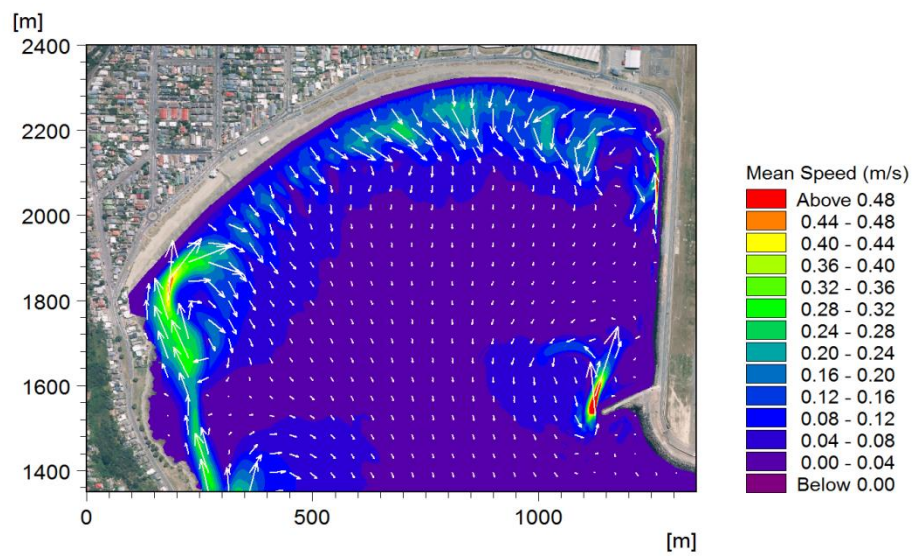 [m]
2400
2200
2000
1800
1600
1400
0 500 1000
[m]
Mean Speed (m/s)
Above 0.48
0.44 - 0.48
0.40 - 0.44
0.36 - 0.40
0.32 - 0.36
0.28 - 0.32
0.24 - 0.28
0.20 - 0.24
0.16 - 0.20
0.12 - 0.16
0.08 - 0.12
0.04 - 0.08
0.00 - 0.04
Below 0.00